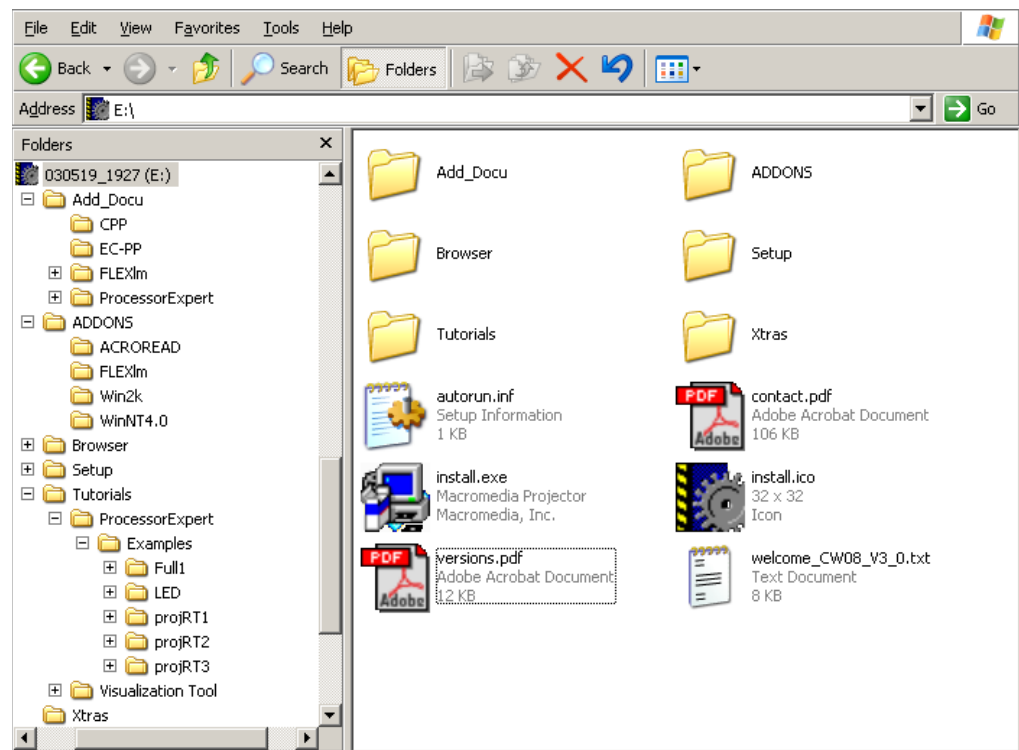 File Edit View Favorites Tools Help
Back Search Folders
Address E:\ Go
Folders
030519_1927 (E:)
Add_Docu
CPP
EC-PP
FLEXlm
ProcessorExpert
ADDONS
ACROREAD
FLEXlm
Win2k
WinNT4.0
Browser
Setup
Tutorials
ProcessorExpert
Examples
Full1
LED
projRT1
projRT2
projRT3
Visualization Tool
Xtras
Add_Docu
ADDONS
Browser
Setup
Tutorials
Xtras
autorun.inf
Setup Information
1 KB
PDF
Adobe
contact.pdf
Adobe Acrobat Document
106 KB
install.exe
Macromedia Projector
Macromedia, Inc.
install.ico
32 x 32
Icon
PDF
Adobe
versions.pdf
Adobe Acrobat Document
12 KB
welcome_CW08_V3_0.txt
Text Document
8 KB